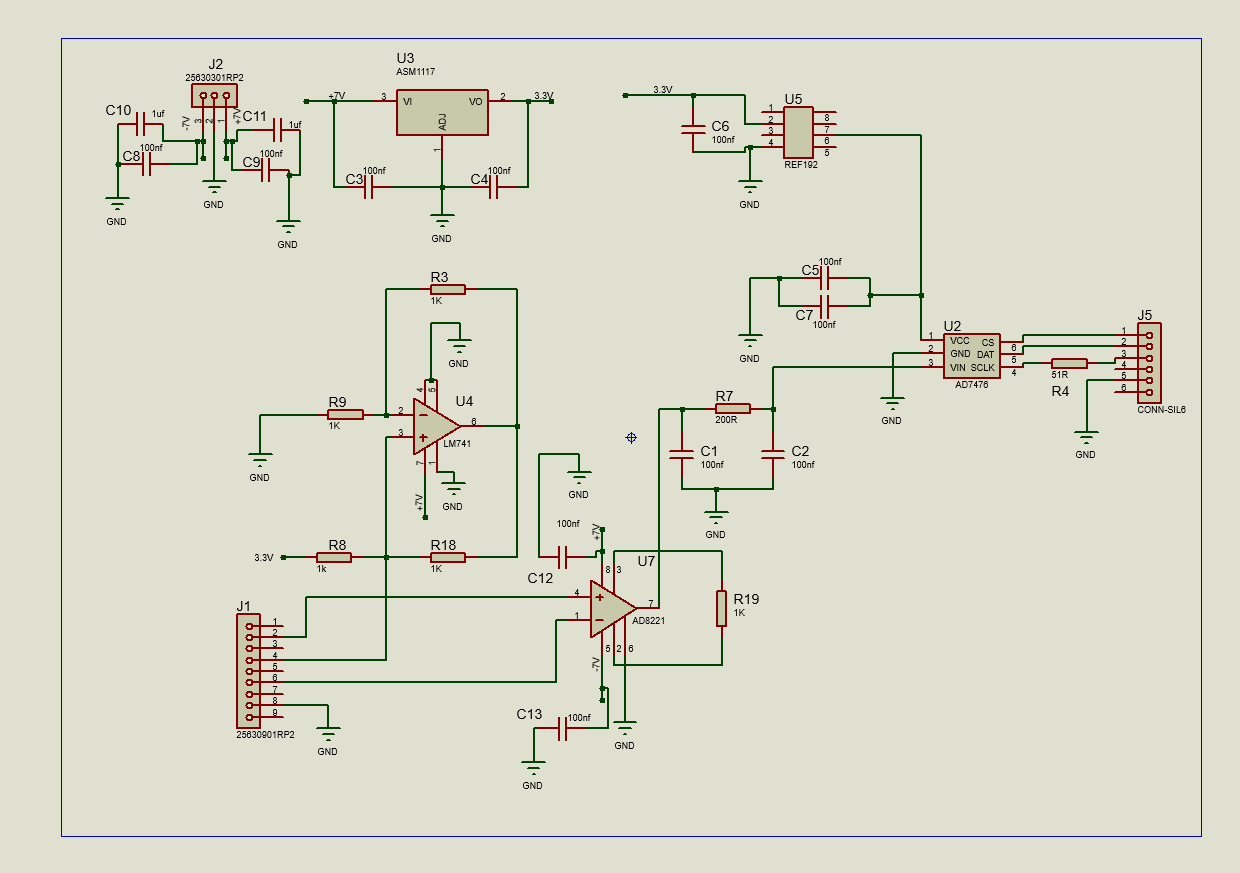 J2
25630301RP2
C10
1uf
-7V
3
2
1
+7V
C11
1uf
C8
100nf
C9
100nf
GND
GND
GND
U3
ASM1117
+7V
3
VI
VO
2
3.3V
ADJ
1
C3
100nf
C4
100nf
GND
3.3V
C6
100nf
U5
1
2
3
4
8
7
6
5
REF192
GND
C5
100nf
C7
100nf
GND
U2
1
2
3
VCC
GND
VIN
CS
DAT
SCLK
6
5
4
AD7476
GND
J5
1
2
3
4
5
6
CONN-SIL6
51R
R4
GND
R3
1K
GND
R9
1K
GND
4
5
2
3
6
7
1
U4
LM741
GND
+7V
3.3V
R8
1k
R18
1K
R7
200R
C1
100nf
C2
100nf
GND
GND
100nf
C12
+7V
8
3
U7
4
1
7
AD8221
5
2
6
-7V
R19
1K
C13
100nf
GND
GND
J1
1
2
3
4
5
6
7
8
9
25630901RP2
GND